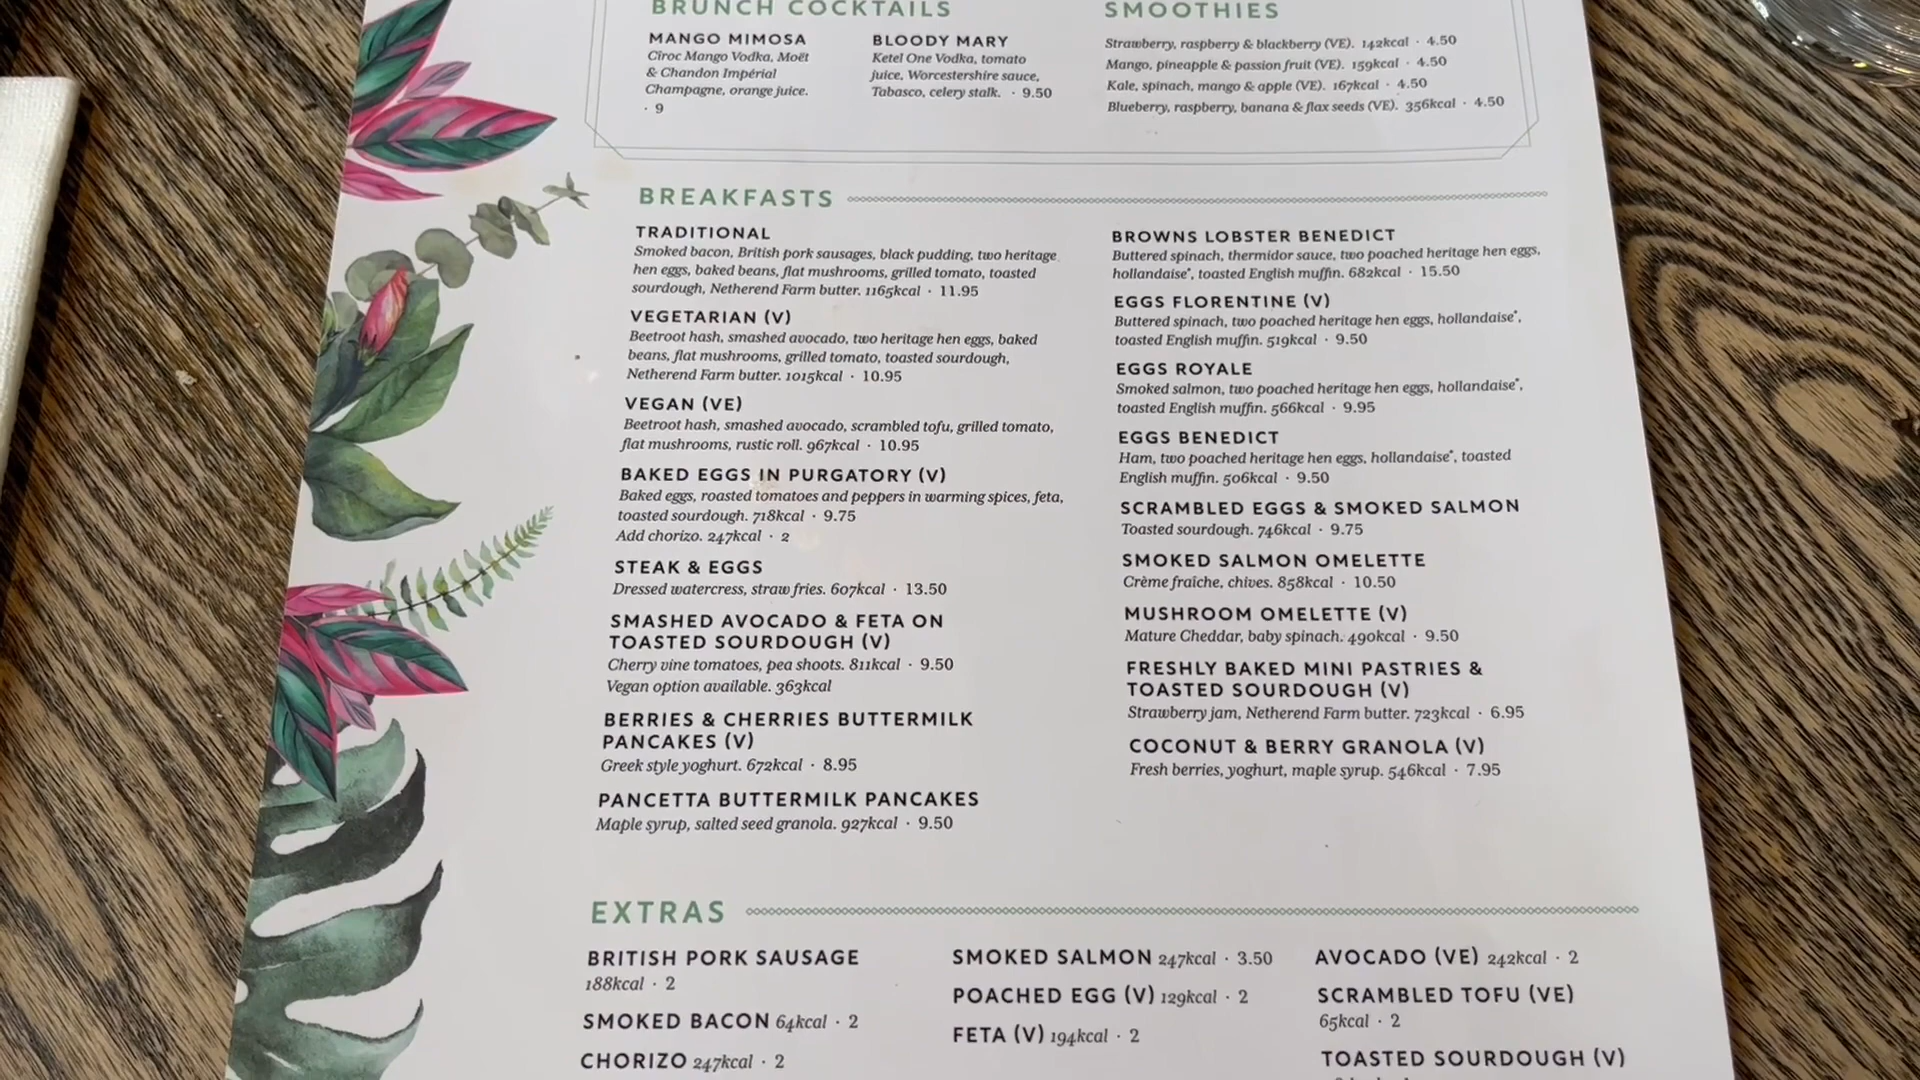 BRUNCH COCKTAILS
MANGO MIMOSA
Cîroc Mango Vodka, Moët
& Chandon Impérial
Champagne, orange juice.
· 9
BLOODY MARY
Ketel One Vodka, tomato
juice, Worcestershire sauce,
Tabasco, celery stalk. · 9.50
SMOOTHIES
Strawberry, raspberry & blackberry (VE). 142kcal · 4.50
Mango, pineapple & passion fruit (VE). 159kcal · 4.50
Kale, spinach, mango & apple (VE). 167kcal · 4.50
Blueberry, raspberry, banana & flax seeds (VE). 356kcal · 4.50
BREAKFASTS
TRADITIONAL
Smoked bacon, British pork sausages, black pudding, two heritage
hen eggs, baked beans, flat mushrooms, grilled tomato, toasted
sourdough, Netherend Farm butter. 1165kcal · 11.95
VEGETARIAN (V)
Beetroot hash, smashed avocado, two heritage hen eggs, baked
beans, flat mushrooms, grilled tomato, toasted sourdough,
Netherend Farm butter. 1015kcal · 10.95
VEGAN (VE)
Beetroot hash, smashed avocado, scrambled tofu, grilled tomato,
flat mushrooms, rustic roll. 967kcal · 10.95
BAKED EGGS IN PURGATORY (V)
Baked eggs, roasted tomatoes and peppers in warming spices, feta,
toasted sourdough. 718kcal · 9.75
Add chorizo. 247kcal · 2
STEAK & EGGS
Dressed watercress, straw fries. 607kcal · 13.50
SMASHED AVOCADO & FETA ON
TOASTED SOURDOUGH (V)
Cherry vine tomatoes, pea shoots. 811kcal · 9.50
Vegan option available. 363kcal
BERRIES & CHERRIES BUTTERMILK
PANCAKES (V)
Greek style yoghurt. 672kcal · 8.95
PANCETTA BUTTERMILK PANCAKES
Maple syrup, salted seed granola. 927kcal · 9.50
BROWNS LOBSTER BENEDICT
Buttered spinach, thermidor sauce, two poached heritage hen eggs,
hollandaise*, toasted English muffin. 682kcal · 15.50
EGGS FLORENTINE (V)
Buttered spinach, two poached heritage hen eggs, hollandaise*,
toasted English muffin. 519kcal · 9.50
EGGS ROYALE
Smoked salmon, two poached heritage hen eggs, hollandaise*,
toasted English muffin. 566kcal · 9.95
EGGS BENEDICT
Ham, two poached heritage hen eggs, hollandaise*, toasted
English muffin. 506kcal · 9.50
SCRAMBLED EGGS & SMOKED SALMON
Toasted sourdough. 746kcal · 9.75
SMOKED SALMON OMELETTE
Crème fraîche, chives. 858kcal · 10.50
MUSHROOM OMELETTE (V)
Mature Cheddar, baby spinach. 490kcal · 9.50
FRESHLY BAKED MINI PASTRIES &
TOASTED SOURDOUGH (V)
Strawberry jam, Netherend Farm butter. 723kcal · 6.95
COCONUT & BERRY GRANOLA (V)
Fresh berries, yoghurt, maple syrup. 546kcal · 7.95
EXTRAS
BRITISH PORK SAUSAGE
188kcal · 2
SMOKED BACON 64kcal · 2
CHORIZO 247kcal · 2
SMOKED SALMON 247kcal · 3.50
POACHED EGG (V) 129kcal · 2
FETA (V) 194kcal · 2
AVOCADO (VE) 242kcal · 2
SCRAMBLED TOFU (VE)
65kcal · 2
TOASTED SOURDOUGH (V)